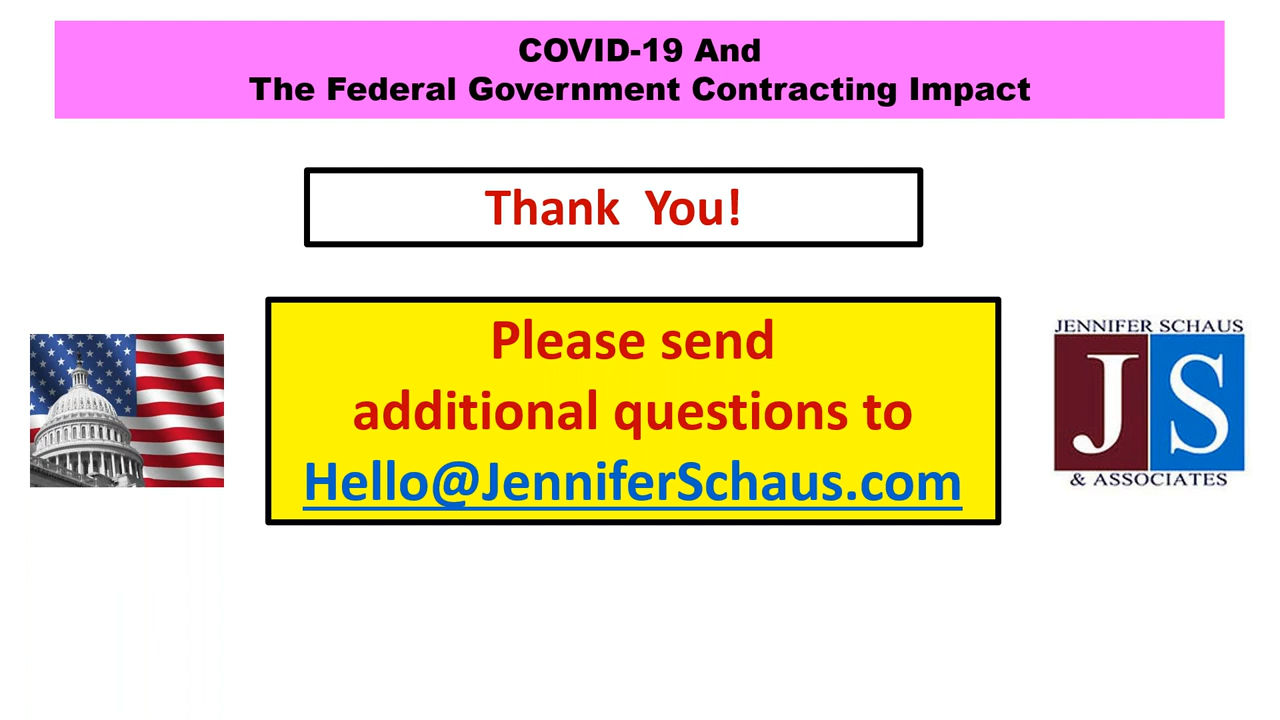 COVID-19 And
The Federal Government Contracting Impact
Thank  You!
Please send
additional questions to
Hello@JenniferSchaus.com
JENNIFER SCHAUS
JS
& ASSOCIATES